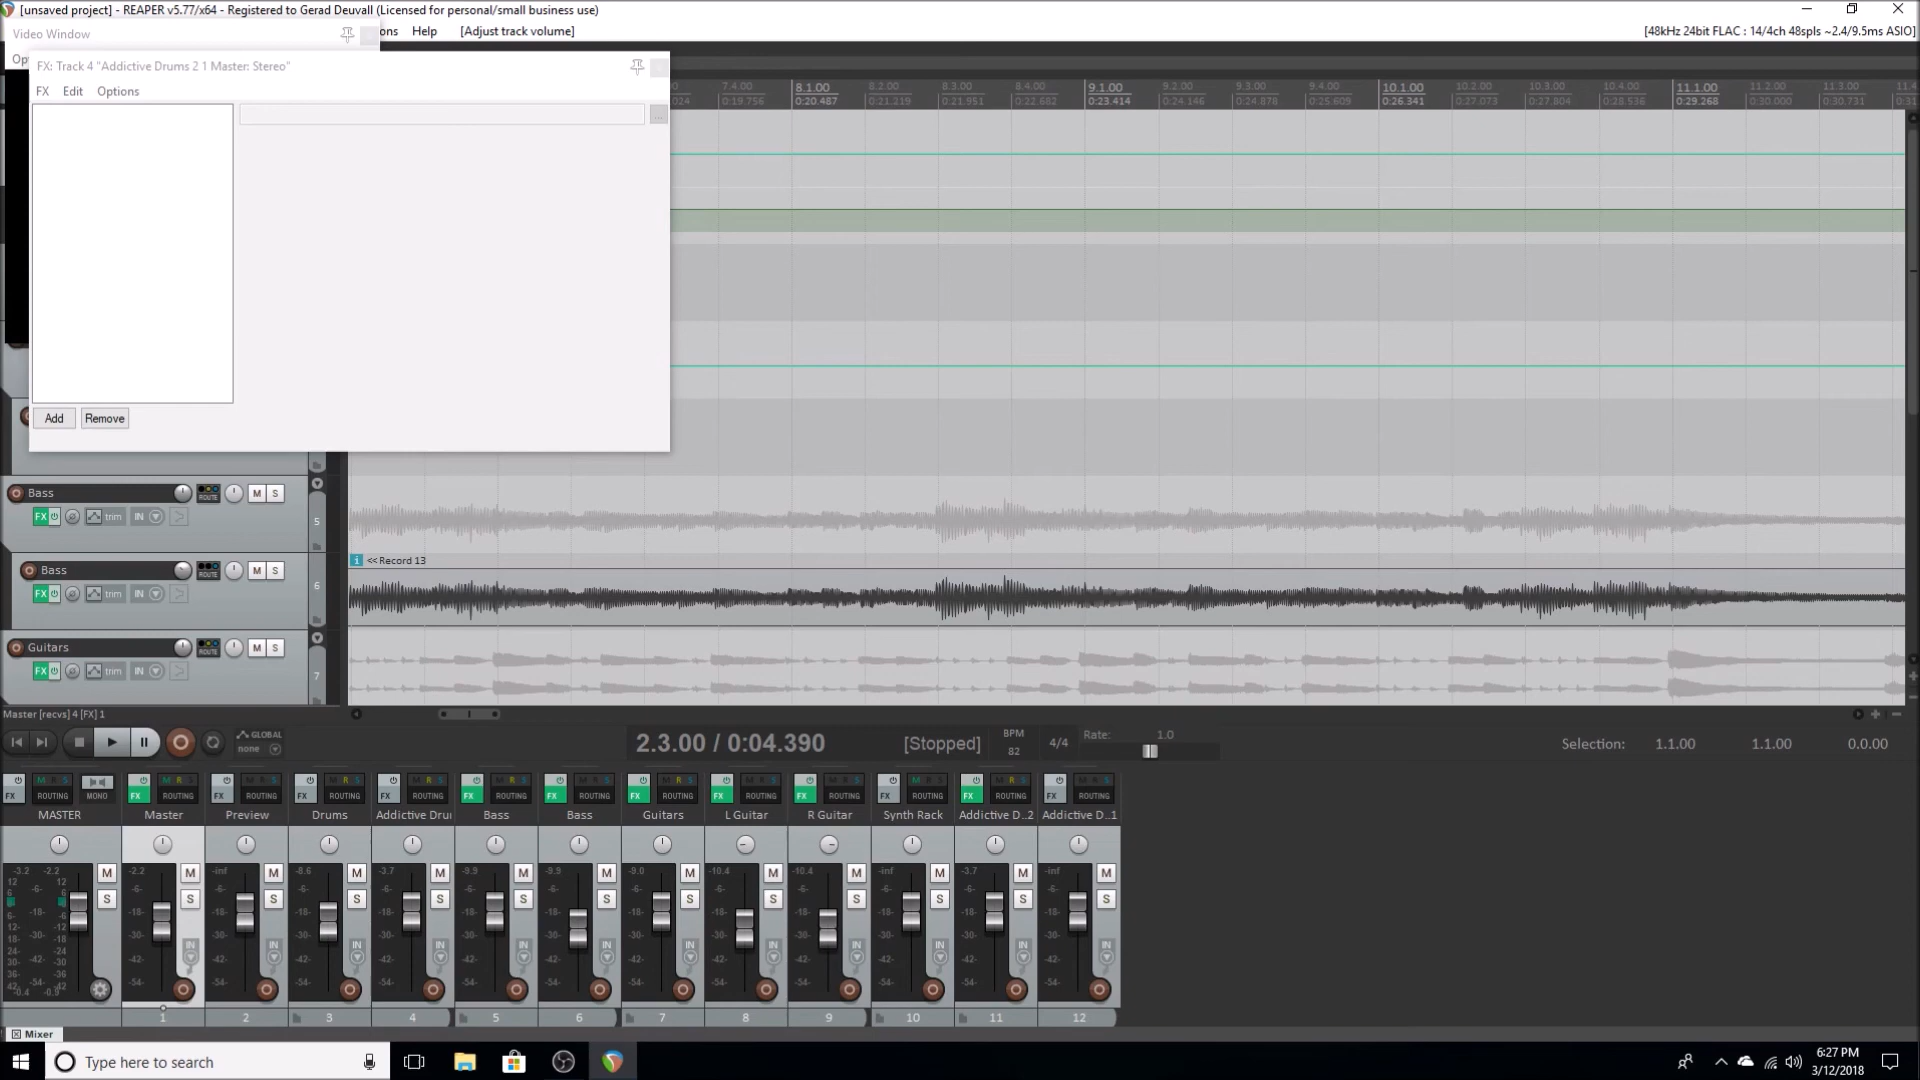 [unsaved project] - REAPER v5.77/x64 - Registered to Gerad Deuvall (Licensed for personal/small business use)
Video Window
ons Help [Adjust track volume]
[48kHz 24bit FLAC : 14/4ch 48spls ~2.4/9.5ms ASIO]
Op
FX: Track 4 "Addictive Drums 2 1 Master: Stereo"
FX Edit Options
...
Add Remove
7.4.00 8.1.00 8.2.00 8.3.00 8.4.00 9.1.00 9.2.00 9.3.00 9.4.00 10.1.00 10.2.00 10.3.00 10.4.00 11.1.00 11.2.00 11.3.00 11.4
024 0:19.756 0:20.487 0:21.219 0:21.951 0:22.682 0:23.414 0:24.146 0:24.878 0:25.609 0:26.341 0:27.073 0:27.804 0:28.536 0:29.268 0:30.000 0:30.731 0:31
Bass ROUTE M S
FX trim IN 5
<< Record 13
Bass ROUTE M S
FX trim IN 6
Guitars ROUTE M S
FX trim IN 7
Master [recvs] 4 [FX] 1
GLOBAL
none
2.3.00 / 0:04.390 [Stopped]
BPM
82
4/4
Rate: 1.0
Selection: 1.1.00 1.1.00 0.0.00
FX ROUTING MONO FX ROUTING FX ROUTING FX ROUTING FX ROUTING FX ROUTING FX ROUTING FX ROUTING FX ROUTING FX ROUTING FX ROUTING FX ROUTING FX ROUTING
MASTER Master Preview Drums Addictive Dru Bass Bass Guitars L Guitar R Guitar Synth Rack Addictive D..2 Addictive D..1
-3.2 -2.2 M -2.2 M -inf M -8.6 M -3.7 M -9.9 M -9.9 M -9.0 M -10.4 M -10.4 M -inf M -3.7 M -inf M
S S S S S S S S S S S S S
1 2 3 4 5 6 7 8 9 10 11 12
Mixer
Type here to search
6:27 PM
3/12/2018